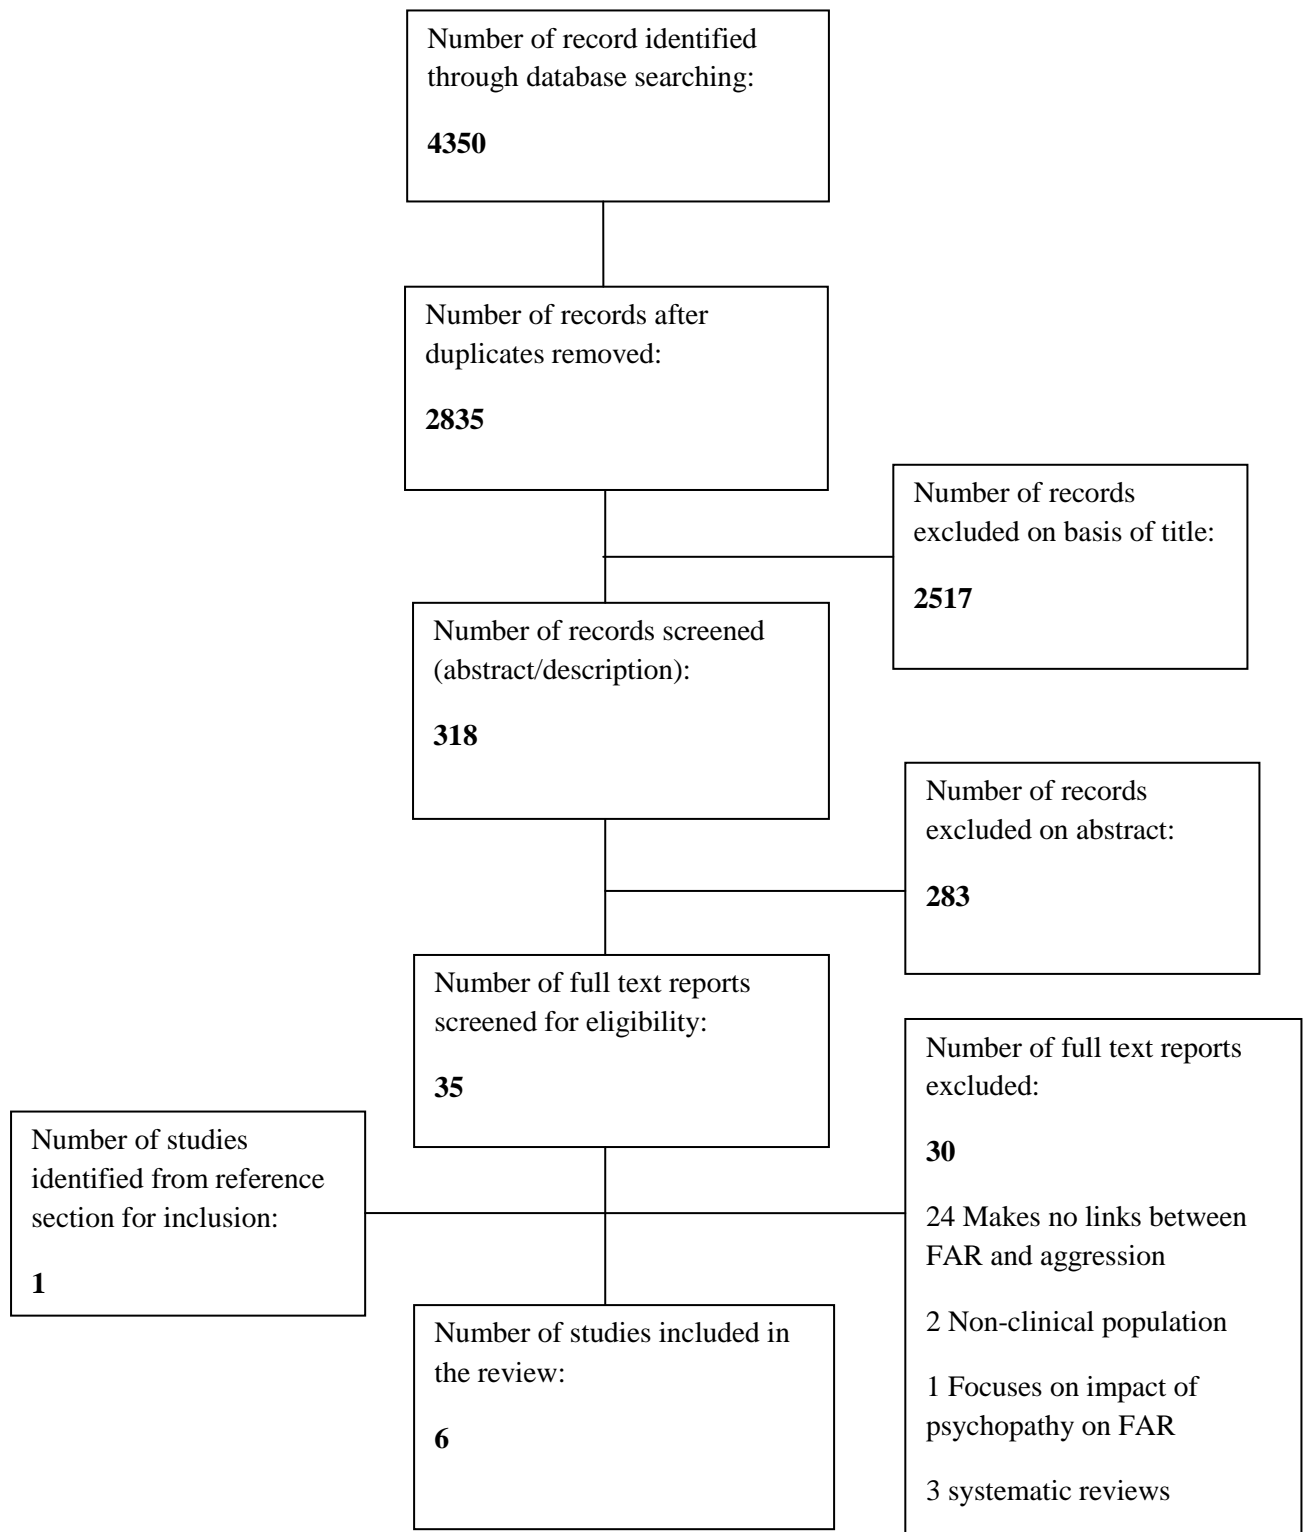 Number of record identified
through database searching:
4350
Number of records after
duplicates removed:
2835
Number of records
excluded on basis of title:
2517
Number of records screened
(abstract/description):
318
Number of records
excluded on abstract:
283
Number of full text reports
screened for eligibility:
35
Number of full text reports
excluded:
30
24 Makes no links between
FAR and aggression
2 Non-clinical population
1 Focuses on impact of
psychopathy on FAR
3 systematic reviews
Number of studies
identified from reference
section for inclusion:
1
Number of studies included in
the review:
6